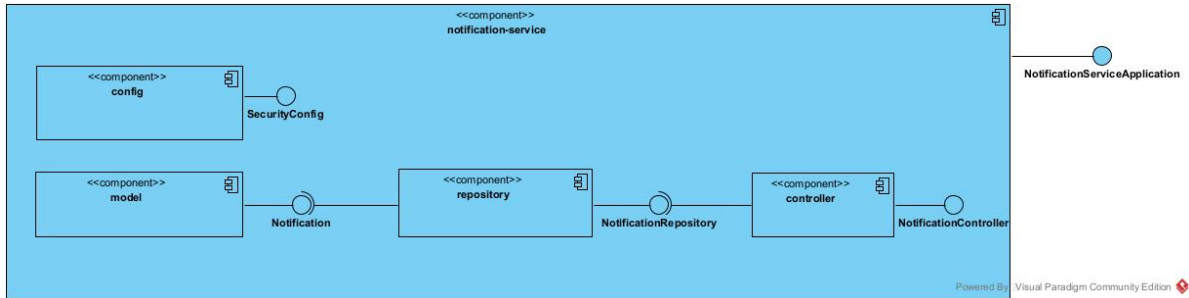 <<component>>
notification-service
NotificationServiceApplication
<<component>>
config
SecurityConfig
<<component>>
model
Notification
<<component>>
repository
NotificationRepository
<<component>>
controller
NotificationController
Powered By Visual Paradigm Community Edition